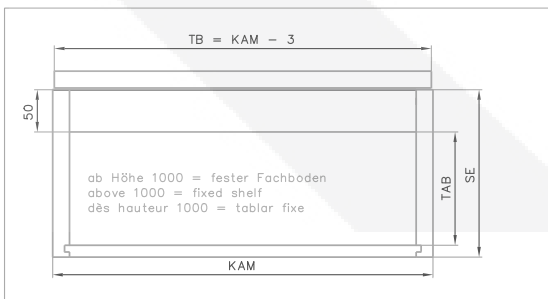 TB = KAM - 3
50
ab Höhe 1000 = fester Fachboden
above 1000 = fixed shelf
dès hauteur 1000 = tablar fixe
TAB
SE
KAM